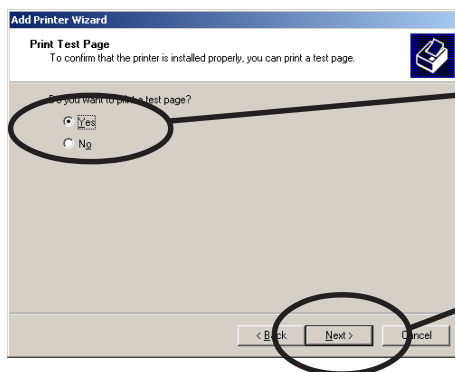 Add Printer Wizard
Print Test Page
To confirm that the printer is installed properly, you can print a test page.
Do you want to print a test page?
Yes
No
< Back Next > Cancel